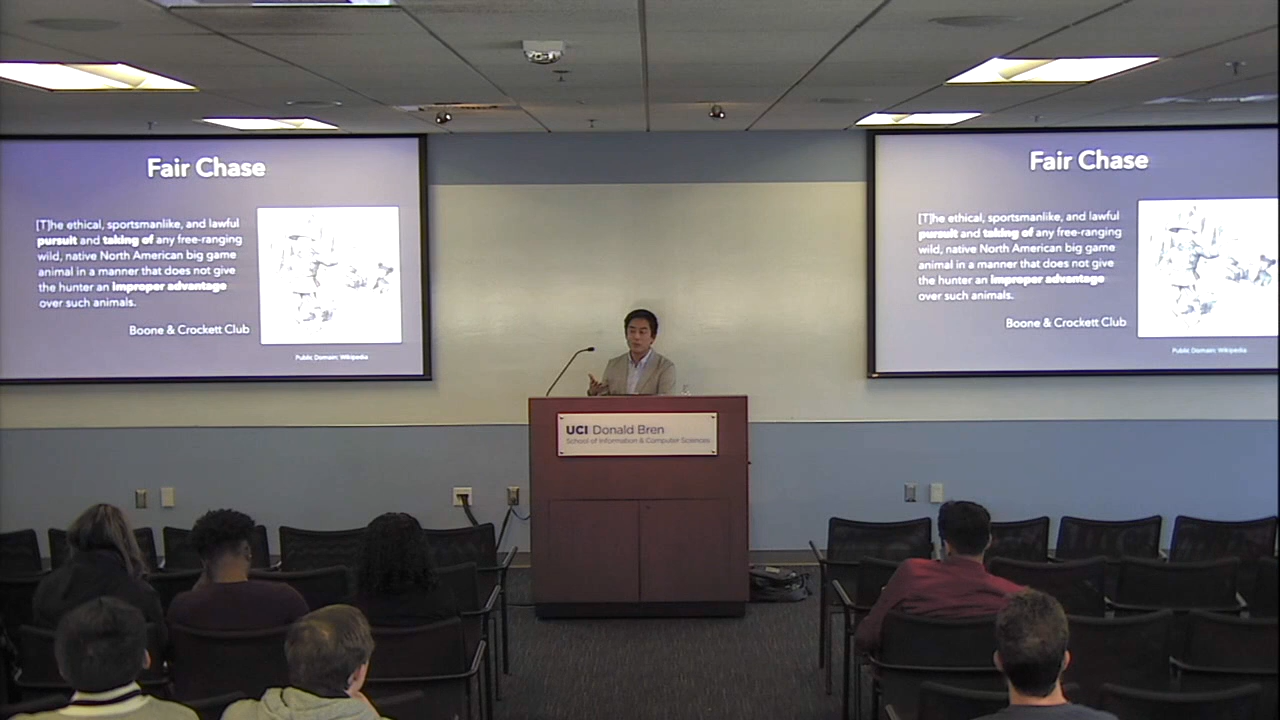 Fair Chase
[T]he ethical, sportsmanlike, and lawful
pursuit and taking of any free-ranging
wild, native North American big game
animal in a manner that does not give
the hunter an improper advantage
over such animals.
Boone & Crockett Club
Public Domain: Wikipedia
Fair Chase
[T]he ethical, sportsmanlike, and lawful
pursuit and taking of any free-ranging
wild, native North American big game
animal in a manner that does not give
the hunter an improper advantage
over such animals.
Boone & Crockett Club
Public Domain: Wikipedia
UCI Donald Bren
School of Information & Computer Sciences